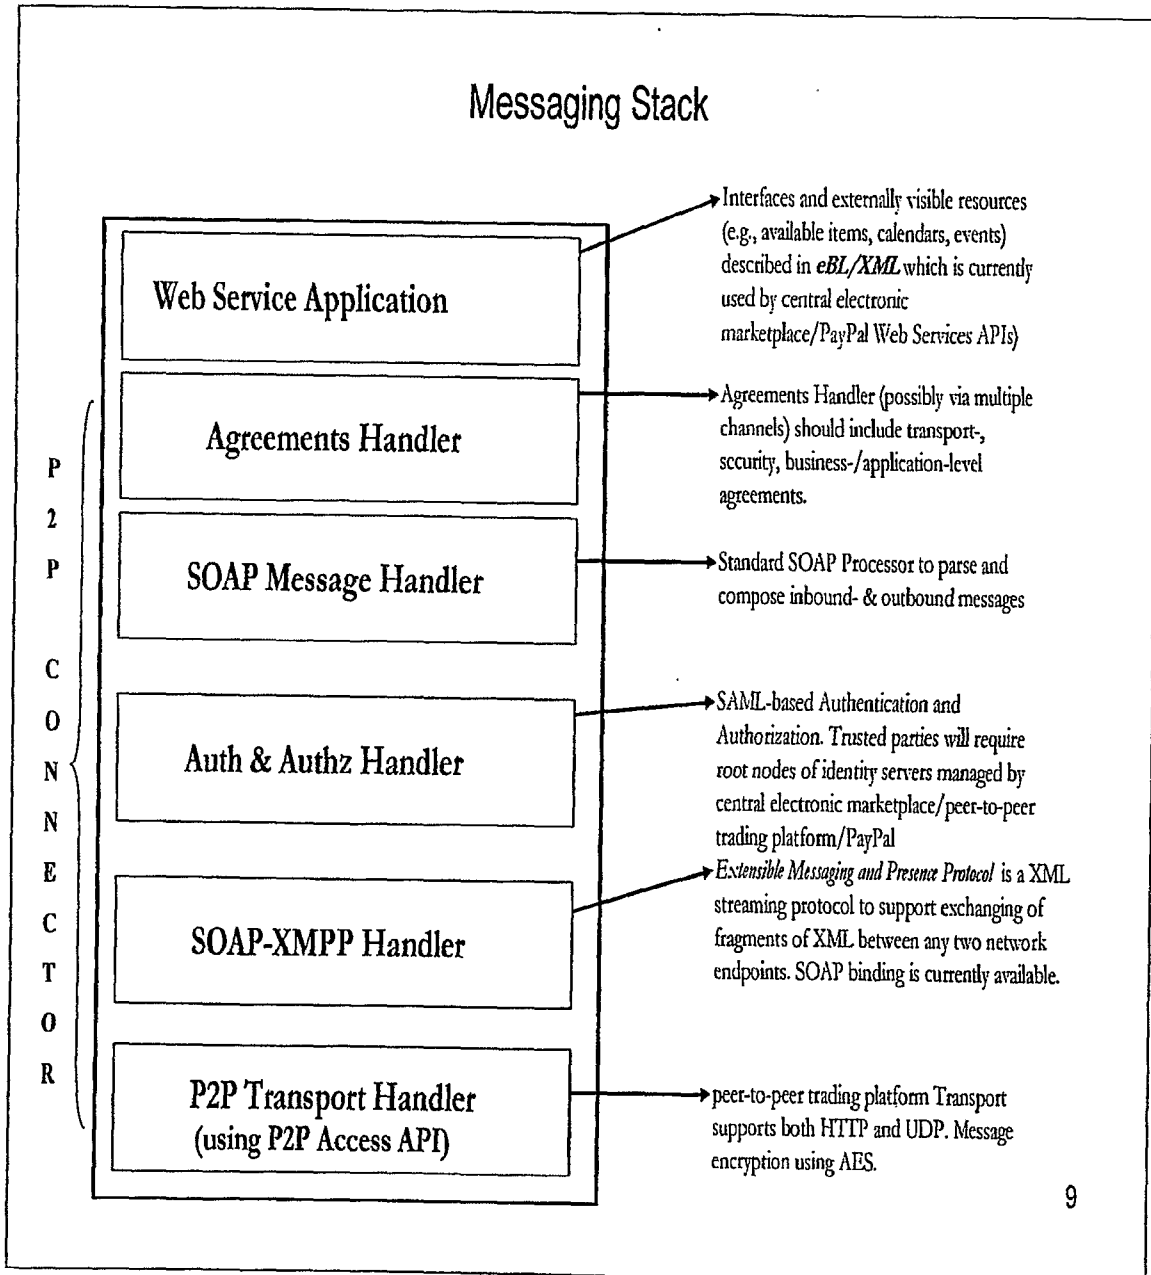 Messaging Stack
Web Service Application
Interfaces and externally visible resources
(e.g., available items, calendars, events)
described in eBL/XML which is currently
used by central electronic
marketplace/PayPal Web Services APIs)
P2P CONNECTOR
Agreements Handler
Agreements Handler (possibly via multiple
channels) should include transport-,
security, business-/application-level
agreements.
SOAP Message Handler
Standard SOAP Processor to parse and
compose inbound- & outbound messages
Auth & Authz Handler
SAML-based Authentication and
Authorization. Trusted parties will require
root nodes of identity servers managed by
central electronic marketplace/peer-to-peer
trading platform/PayPal
SOAP-XMPP Handler
Extensible Messaging and Presence Protocol is a XML
streaming protocol to support exchanging of
fragments of XML between any two network
endpoints. SOAP binding is currently available.
P2P Transport Handler
(using P2P Access API)
peer-to-peer trading platform Transport
supports both HTTP and UDP. Message
encryption using AES.
9